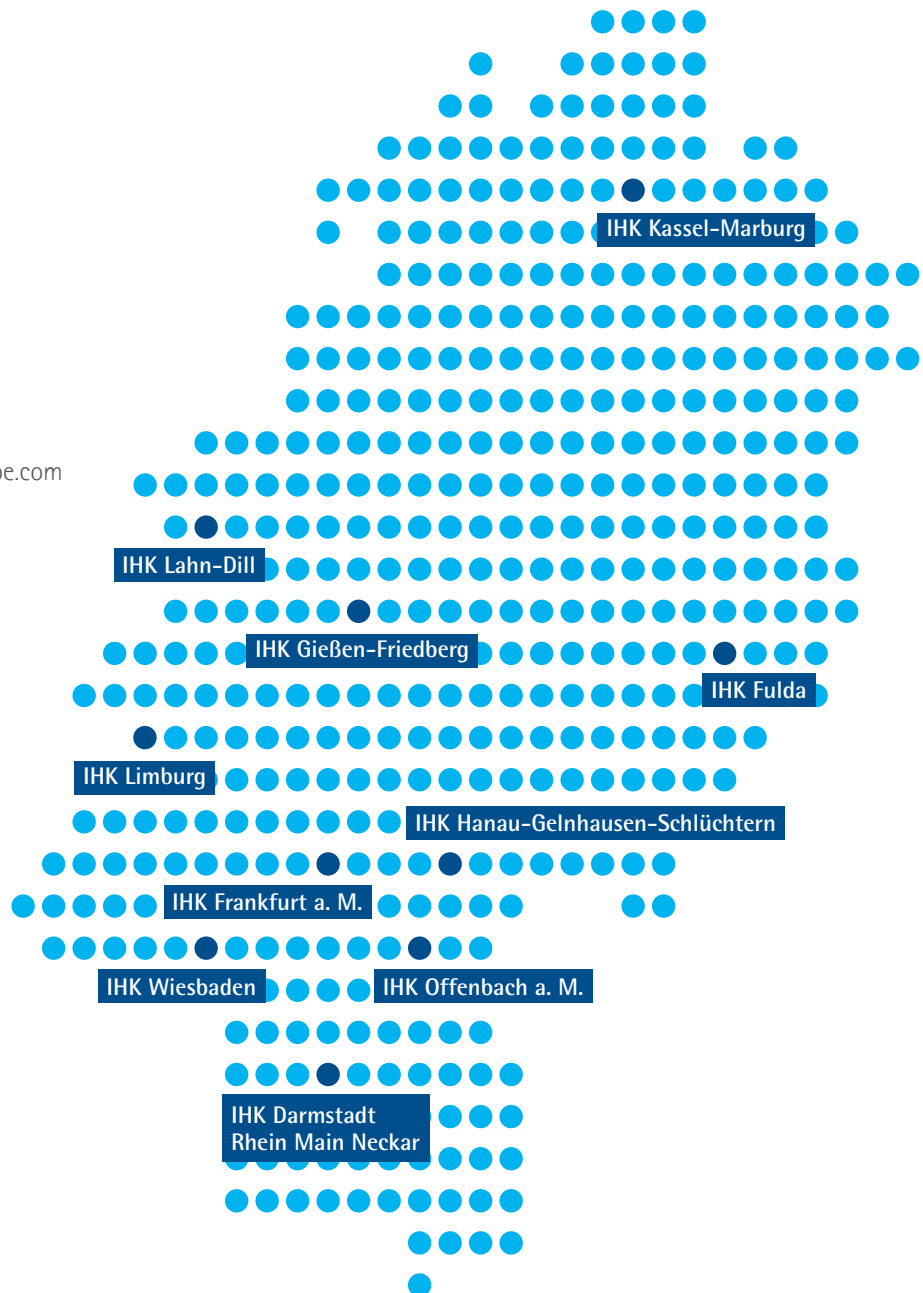 IHK Kassel-Marburg
be.com
IHK Lahn-Dill
IHK Gießen-Friedberg
IHK Fulda
IHK Limburg
IHK Hanau-Gelnhausen-Schlüchtern
IHK Frankfurt a. M.
IHK Wiesbaden
IHK Offenbach a. M.
IHK Darmstadt
Rhein Main Neckar